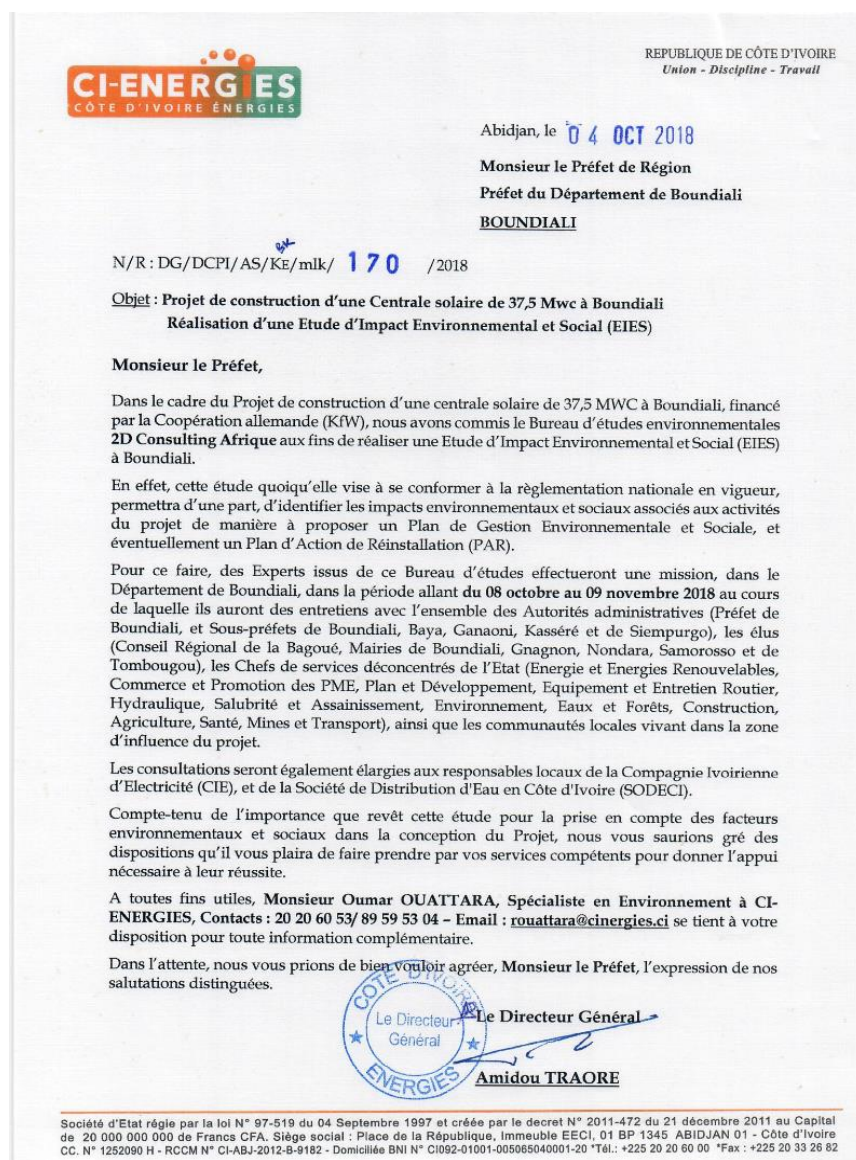 CI-ENERGIES
CÔTE D'IVOIRE ÉNERGIES
REPUBLIQUE DE CÔTE D'IVOIRE
Union - Discipline - Travail
Abidjan, le 04 OCT 2018
Monsieur le Préfet de Région
Préfet du Département de Boundiali
BOUNDIALI
N/R : DG/DCPI/AS/KE/mlk/ 170 /2018
Objet : Projet de construction d'une Centrale solaire de 37,5 Mwc à Boundiali
Réalisation d'une Etude d'Impact Environnemental et Social (EIES)
Monsieur le Préfet,
Dans le cadre du Projet de construction d'une centrale solaire de 37,5 MWC à Boundiali, financé
par la Coopération allemande (KfW), nous avons commis le Bureau d'études environnementales
2D Consulting Afrique aux fins de réaliser une Etude d'Impact Environnemental et Social (EIES)
à Boundiali.
En effet, cette étude quoiqu'elle vise à se conformer à la règlementation nationale en vigueur,
permettra d'une part, d'identifier les impacts environnementaux et sociaux associés aux activités
du projet de manière à proposer un Plan de Gestion Environnementale et Sociale, et
éventuellement un Plan d'Action de Réinstallation (PAR).
Pour ce faire, des Experts issus de ce Bureau d'études effectueront une mission, dans le
Département de Boundiali, dans la période allant du 08 octobre au 09 novembre 2018 au cours
de laquelle ils auront des entretiens avec l'ensemble des Autorités administratives (Préfet de
Boundiali, et Sous-préfets de Boundiali, Baya, Ganaoni, Kasséré et de Siempurgo), les élus
(Conseil Régional de la Bagoué, Mairies de Boundiali, Gnagnon, Nondara, Samorosso et de
Tombougou), les Chefs de services déconcentrés de l'Etat (Energie et Energies Renouvelables,
Commerce et Promotion des PME, Plan et Développement, Equipement et Entretien Routier,
Hydraulique, Salubrité et Assainissement, Environnement, Eaux et Forêts, Construction,
Agriculture, Santé, Mines et Transport), ainsi que les communautés locales vivant dans la zone
d'influence du projet.
Les consultations seront également élargies aux responsables locaux de la Compagnie Ivoirienne
d'Electricité (CIE), et de la Société de Distribution d'Eau en Côte d'Ivoire (SODECI).
Compte-tenu de l'importance que revêt cette étude pour la prise en compte des facteurs
environnementaux et sociaux dans la conception du Projet, nous vous saurions gré des
dispositions qu'il vous plaira de faire prendre par vos services compétents pour donner l'appui
nécessaire à leur réussite.
A toutes fins utiles, Monsieur Oumar OUATTARA, Spécialiste en Environnement à CI-
ENERGIES, Contacts : 20 20 60 53/ 89 59 53 04 – Email : rouattara@cinergies.ci se tient à votre
disposition pour toute information complémentaire.
Dans l'attente, nous vous prions de bien vouloir agréer, Monsieur le Préfet, l'expression de nos
salutations distinguées.
COTE D'IVOIRE
Le Directeur
Général
ENERGIES
Le Directeur Général
Amidou TRAORE
Société d'Etat régie par la loi N° 97-519 du 04 Septembre 1997 et créée par le decret N° 2011-472 du 21 décembre 2011 au Capital
de 20 000 000 000 de Francs CFA. Siège social : Place de la République, Immeuble EECI, 01 BP 1345 ABIDJAN 01 - Côte d'Ivoire
CC. N° 1252090 H - RCCM N° CI-ABJ-2012-B-9182 - Domiciliée BNI N° CI092-01001-005065040001-20 *Tél.: +225 20 20 60 00 *Fax : +225 20 33 26 82